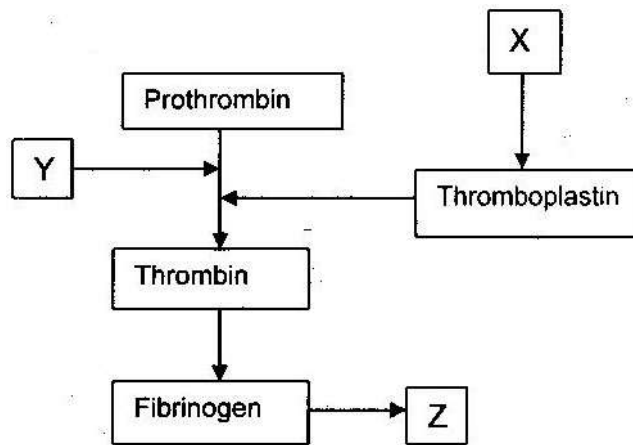 X
Prothrombin
Y
Thromboplastin
Thrombin
Fibrinogen
Z